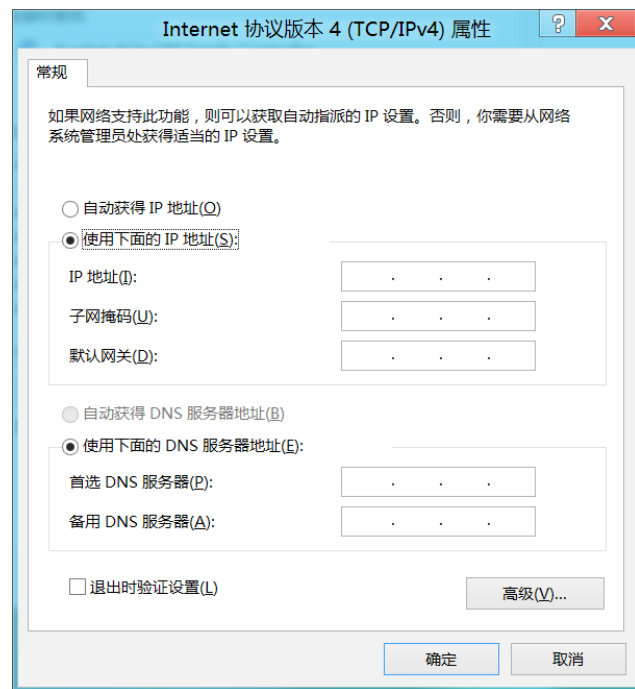 Internet 协议版本 4 (TCP/IPv4) 属性
常规
如果网络支持此功能，则可以获取自动指派的 IP 设置。否则，你需要从网络
系统管理员处获得适当的 IP 设置。
自动获得 IP 地址(O)
使用下面的 IP 地址(S):
IP 地址(I):
子网掩码(U):
默认网关(D):
自动获得 DNS 服务器地址(B)
使用下面的 DNS 服务器地址(E):
首选 DNS 服务器(P):
备用 DNS 服务器(A):
退出时验证设置(L)
高级(V)...
确定
取消